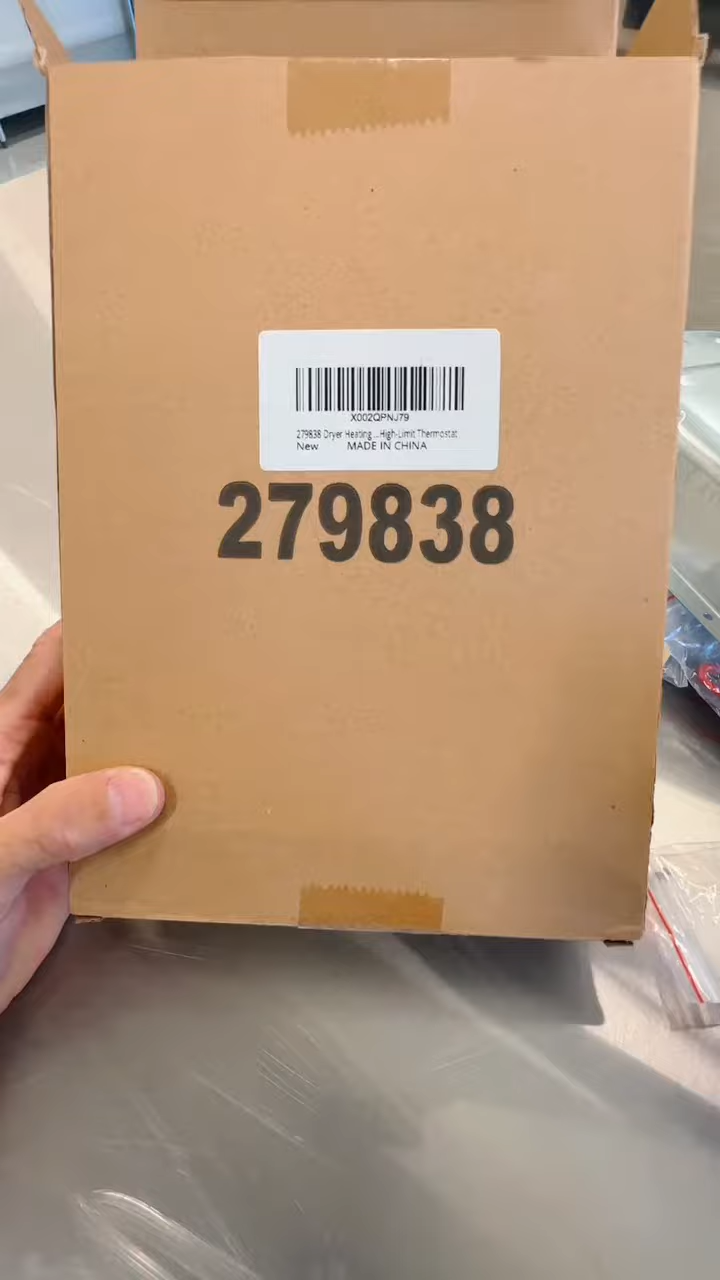 X002QPNJ79
279838 Dryer Heating ...High-Limit Thermostat
New MADE IN CHINA
279838